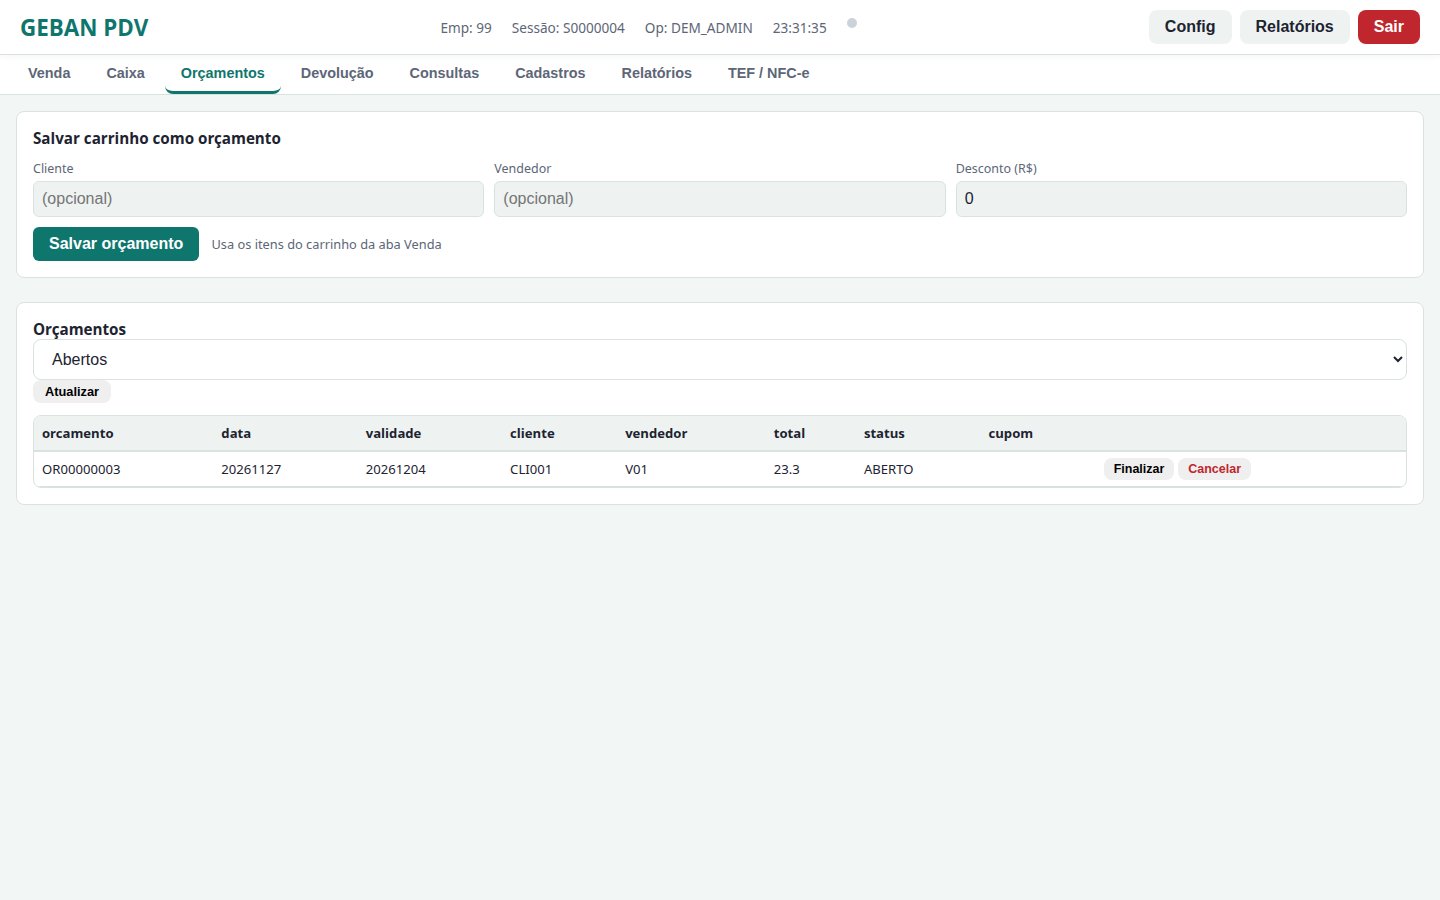 GEBAN PDV Emp: 99 Sessão: S0000004 Op: DEM_ADMIN 23:31:35 Config Relatórios Sair
Venda Caixa Orçamentos Devolução Consultas Cadastros Relatórios TEF / NFC-e
Salvar carrinho como orçamento
Cliente Vendedor Desconto (R$)
(opcional) (opcional) 0
Salvar orçamento Usa os itens do carrinho da aba Venda
Orçamentos
Abertos
Atualizar
orcamento data validade cliente vendedor total status cupom
OR00000003 20261127 20261204 CLI001 V01 23.3 ABERTO Finalizar Cancelar